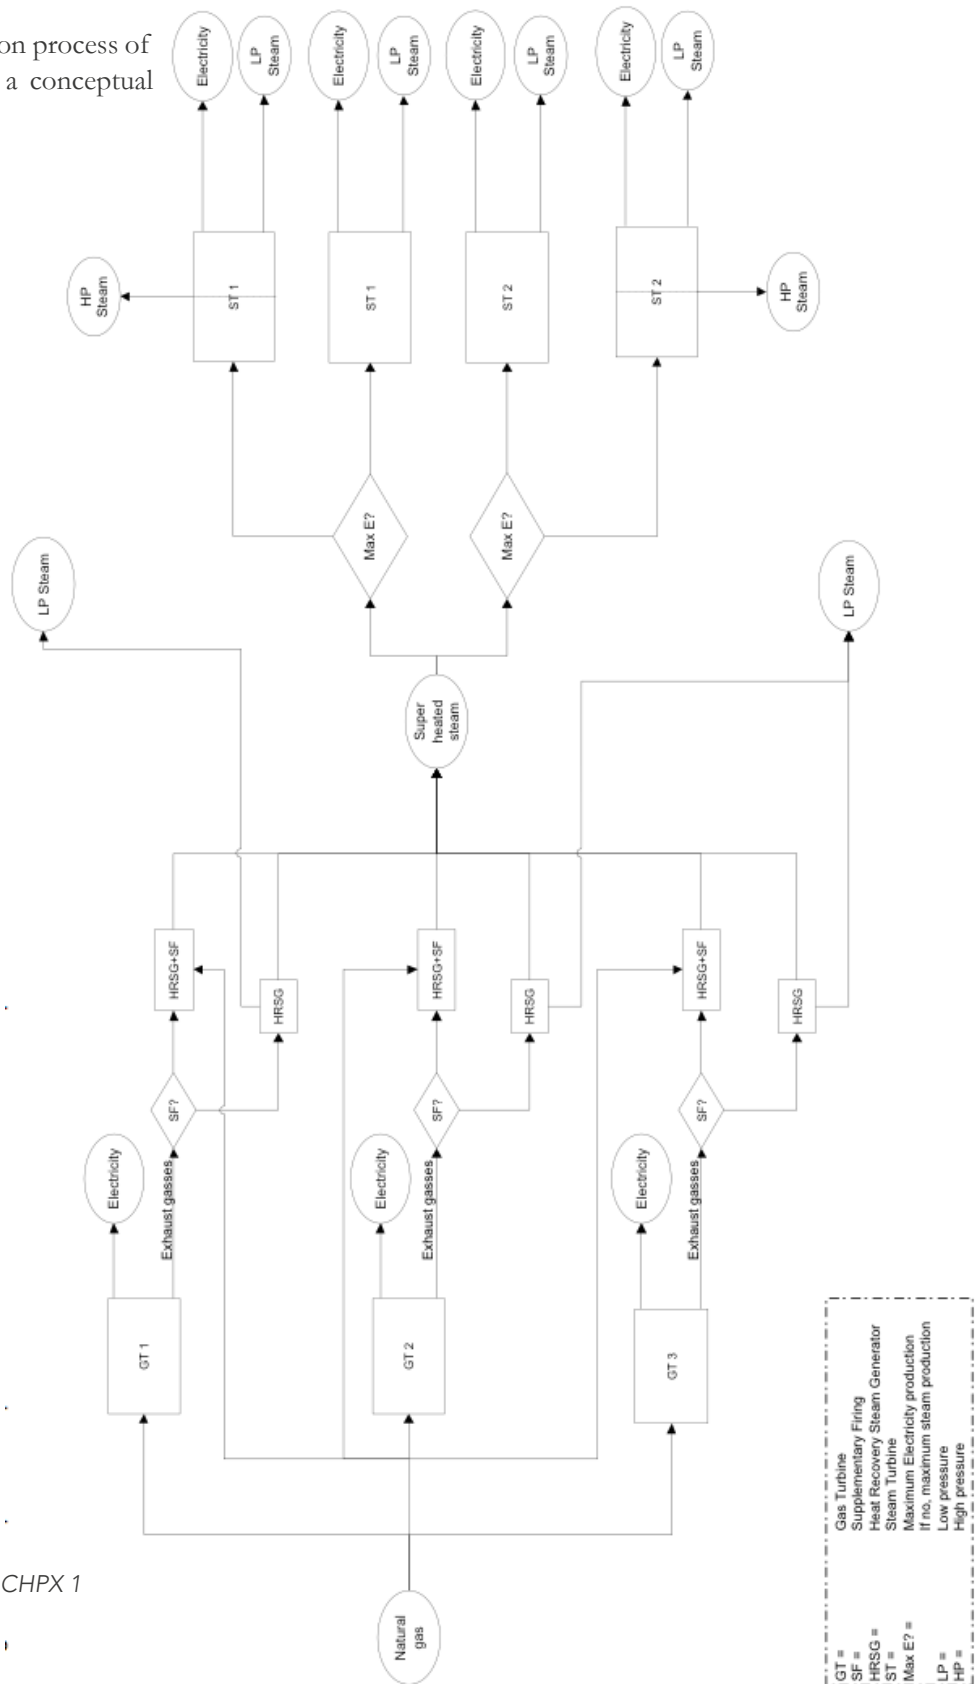 on process of
a conceptual
Electricity
LP
Steam
Electricity
LP
Steam
Electricity
LP
Steam
Electricity
LP
Steam
HP
Steam
ST 1
ST 1
ST 2
ST 2
HP
Steam
Max E?
Max E?
LP Steam
LP Steam
Super
heated
steam
HRSG+SF
HRSG
HRSG+SF
HRSG
HRSG+SF
HRSG
SF?
SF?
SF?
Electricity
Exhaust gasses
Electricity
Exhaust gasses
Electricity
Exhaust gasses
GT 1
GT 2
GT 3
Natural
gas
CHPX 1
GT = Gas Turbine
SF = Supplementary Firing
HRSG = Heat Recovery Steam Generator
ST = Steam Turbine
Max E? = Maximum Electricity production
If no, maximum steam production
LP = Low pressure
HP = High pressure